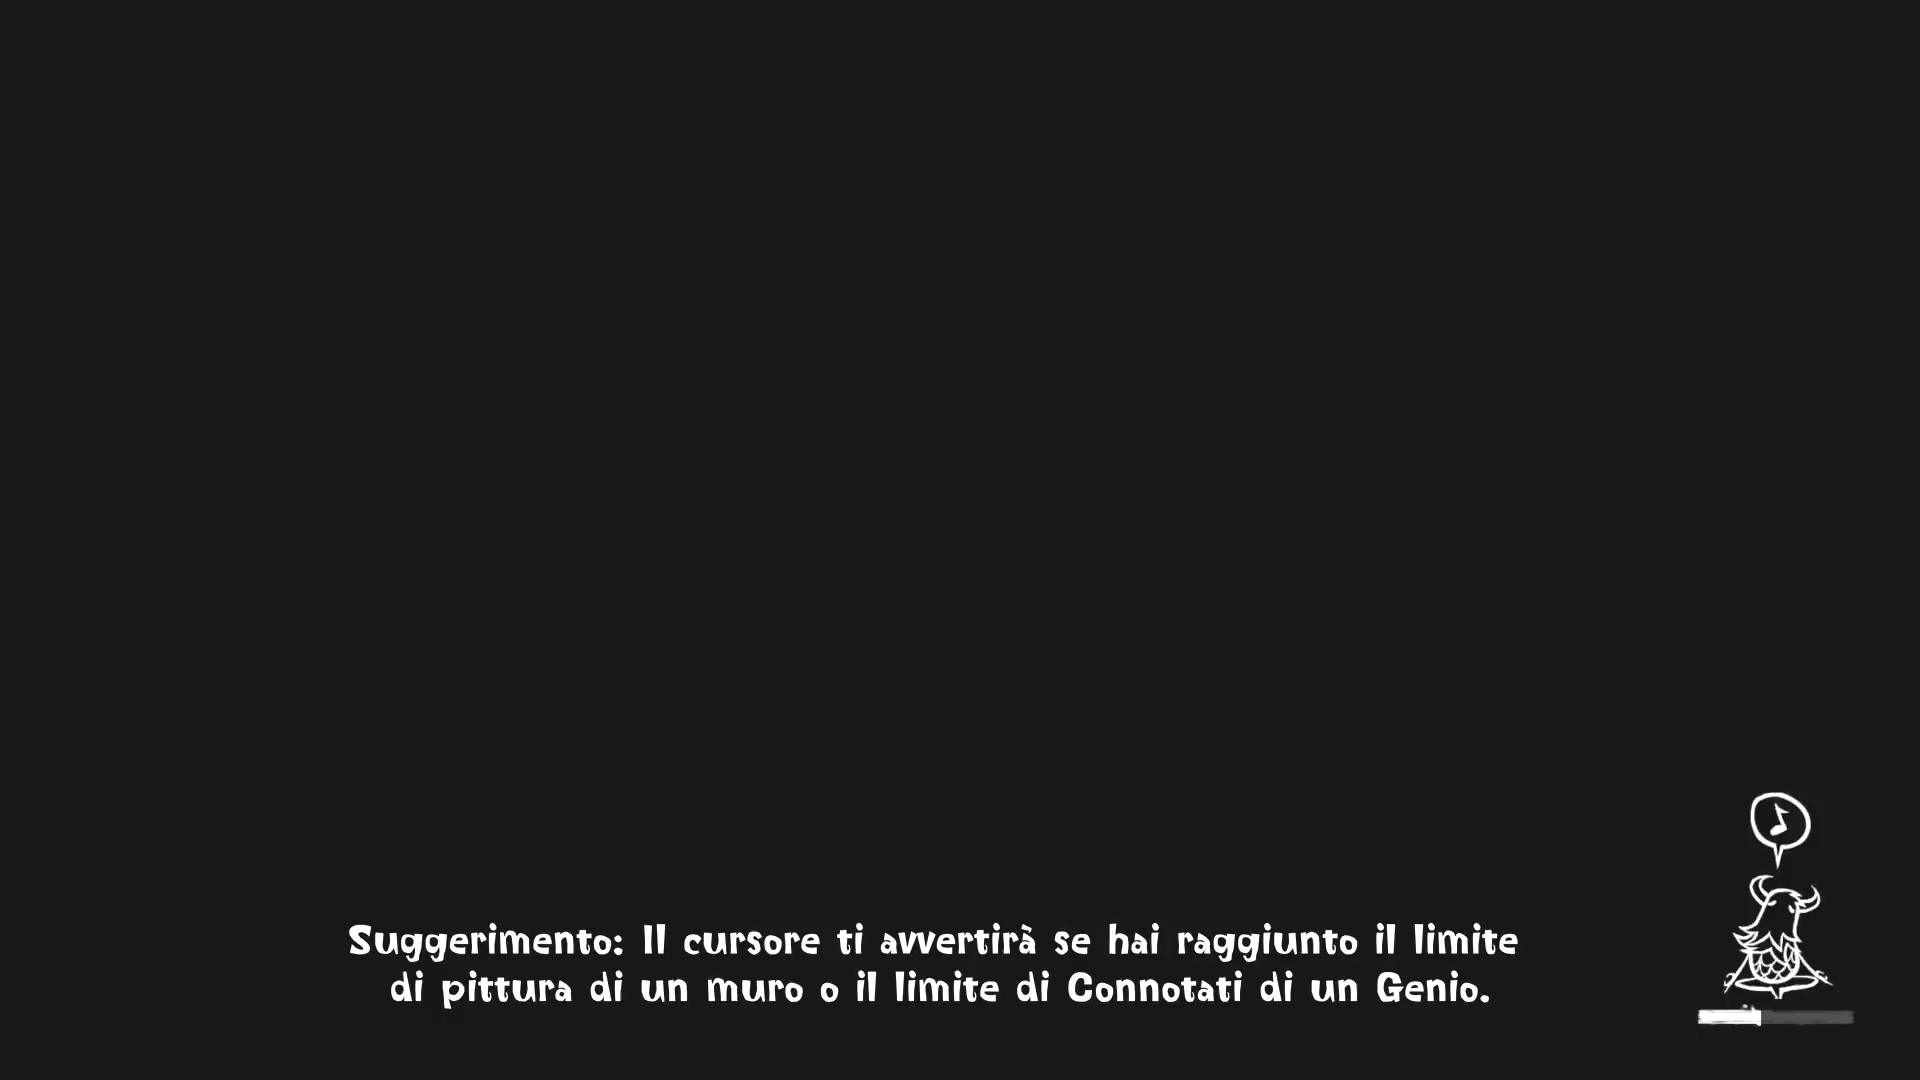 Suggerimento: Il cursore ti avvertirà se hai raggiunto il limite
di pittura di un muro o il limite di Connotati di un Genio.